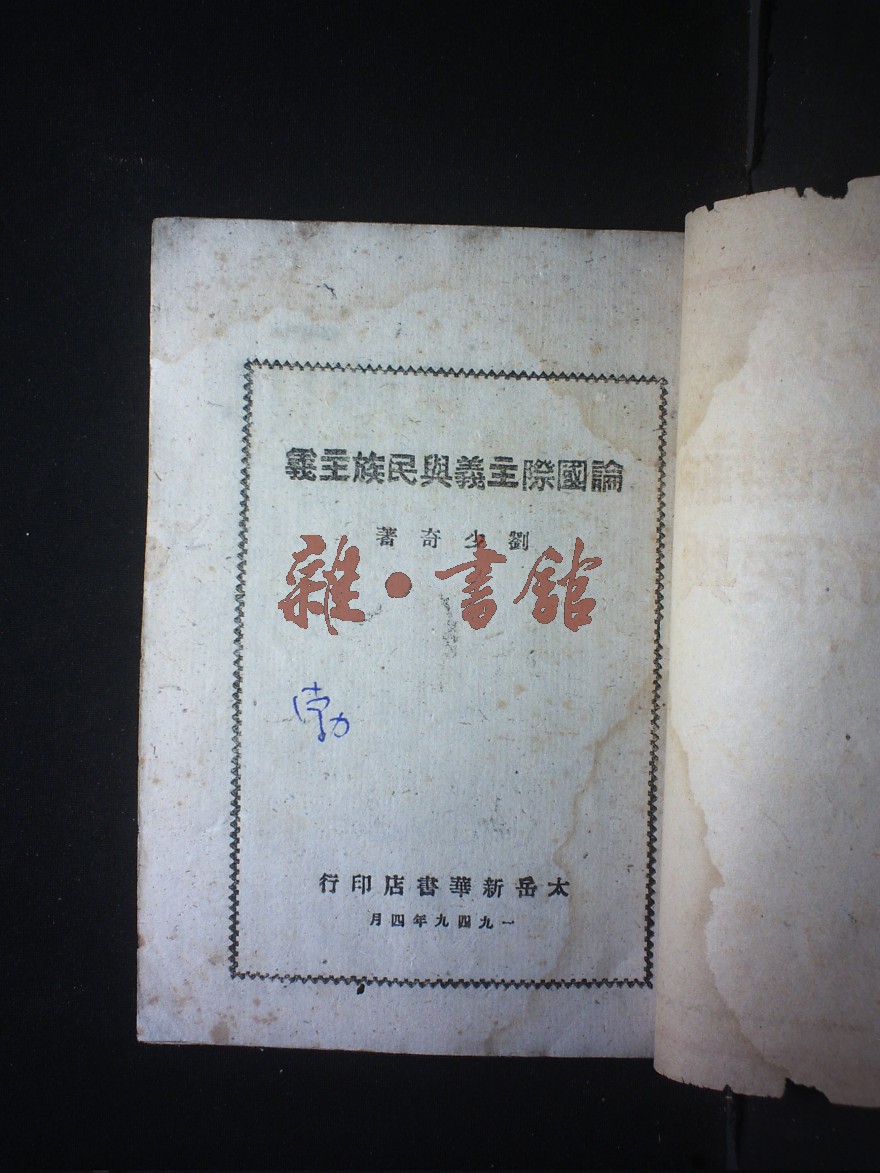 論國際主義與民族主義
劉少奇著
雜·書館
太岳新華書店印行
一九四九年四月